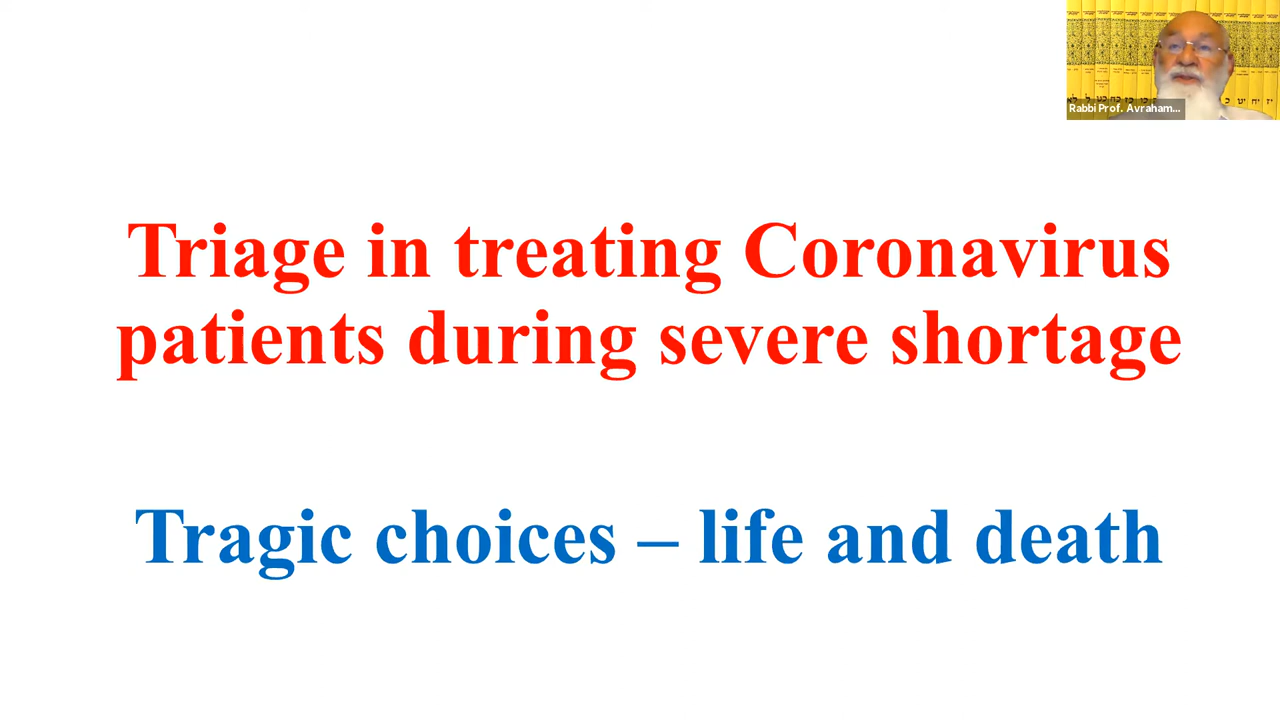 Rabbi Prof. Avraham...
Triage in treating Coronavirus
patients during severe shortage
Tragic choices – life and death